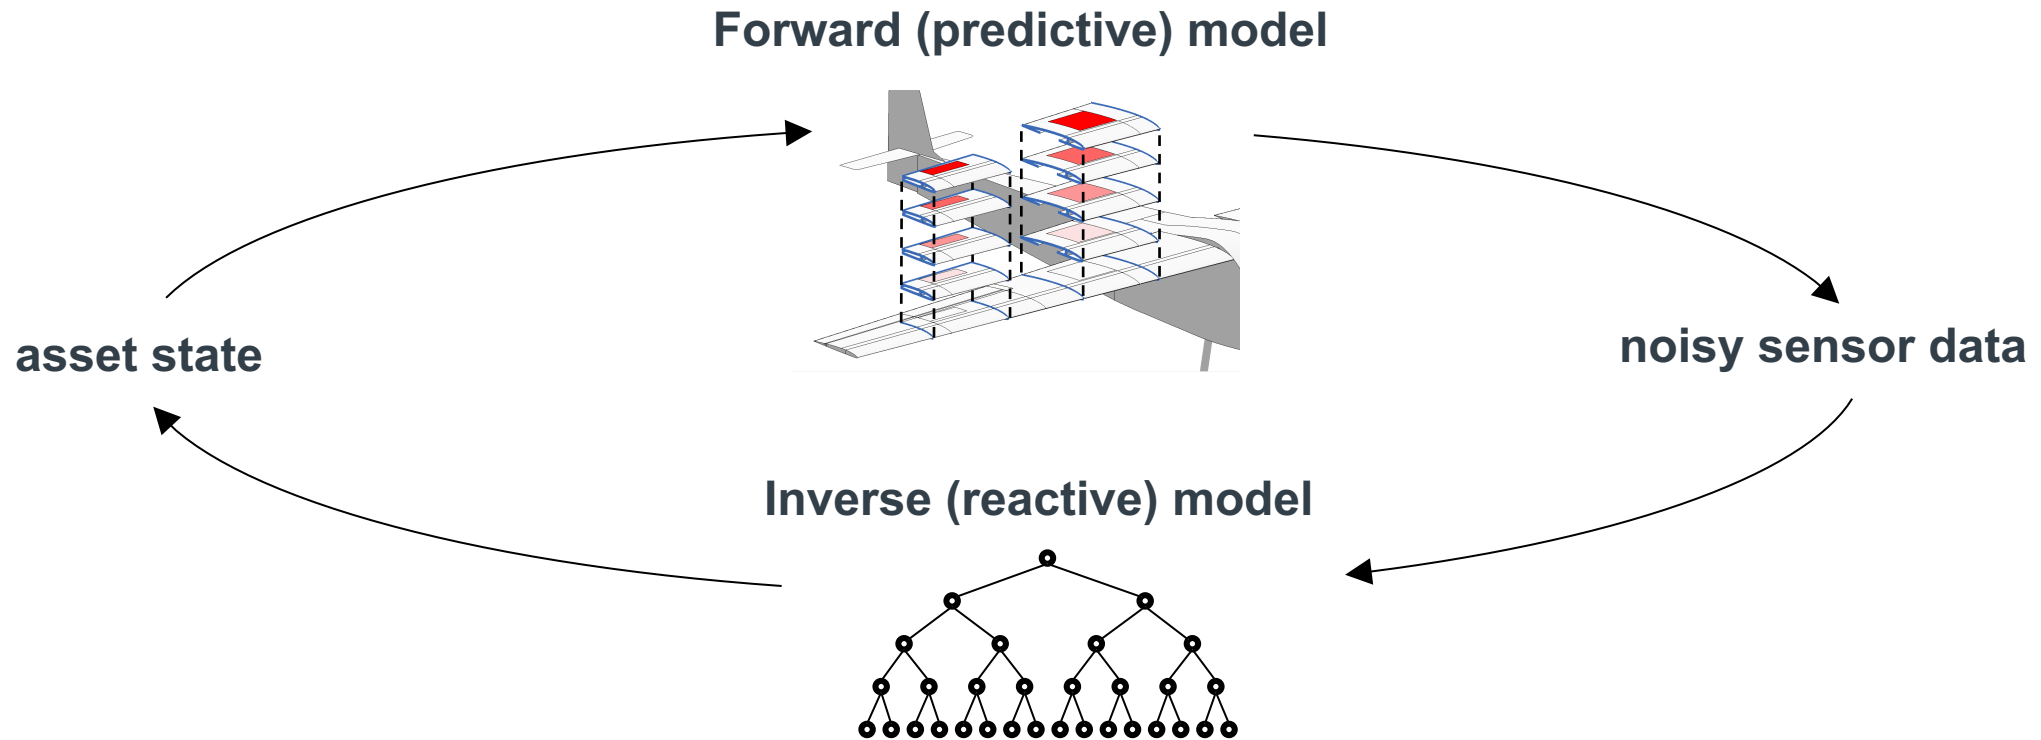 Forward (predictive) model
asset state
noisy sensor data
Inverse (reactive) model